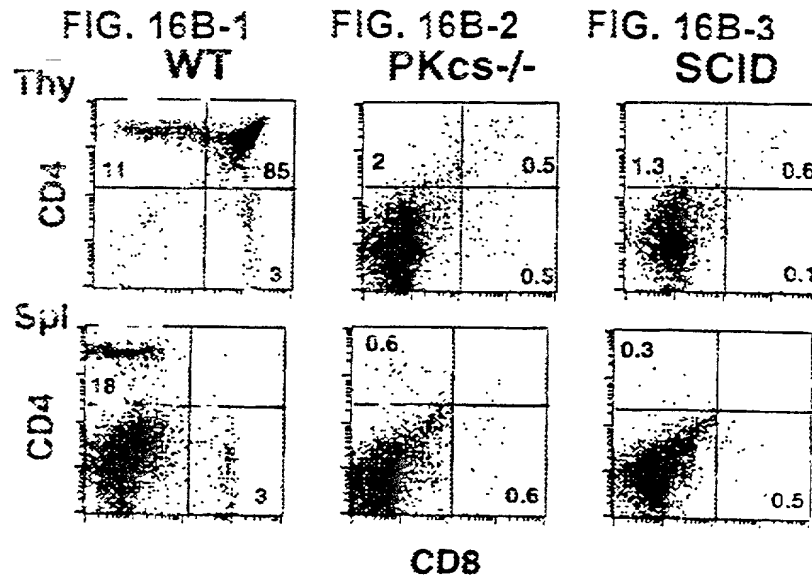 FIG. 16B-1 FIG. 16B-2 FIG. 16B-3
WT PKcs-/- SCID
Thy
CD4
11 85 3
2 0.5 0.5
1.3 0.6 0.1
Spl
CD4
18 3
0.6 0.6
0.3 0.5
CD8